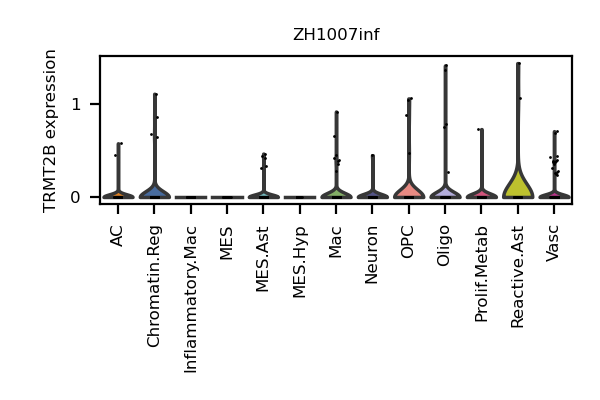 ZH1007inf
TRMT2B expression
1
0
AC
Chromatin.Reg
Inflammatory.Mac
MES
MES.Ast
MES.Hyp
Mac
Neuron
OPC
Oligo
Prolif.Metab
Reactive.Ast
Vasc